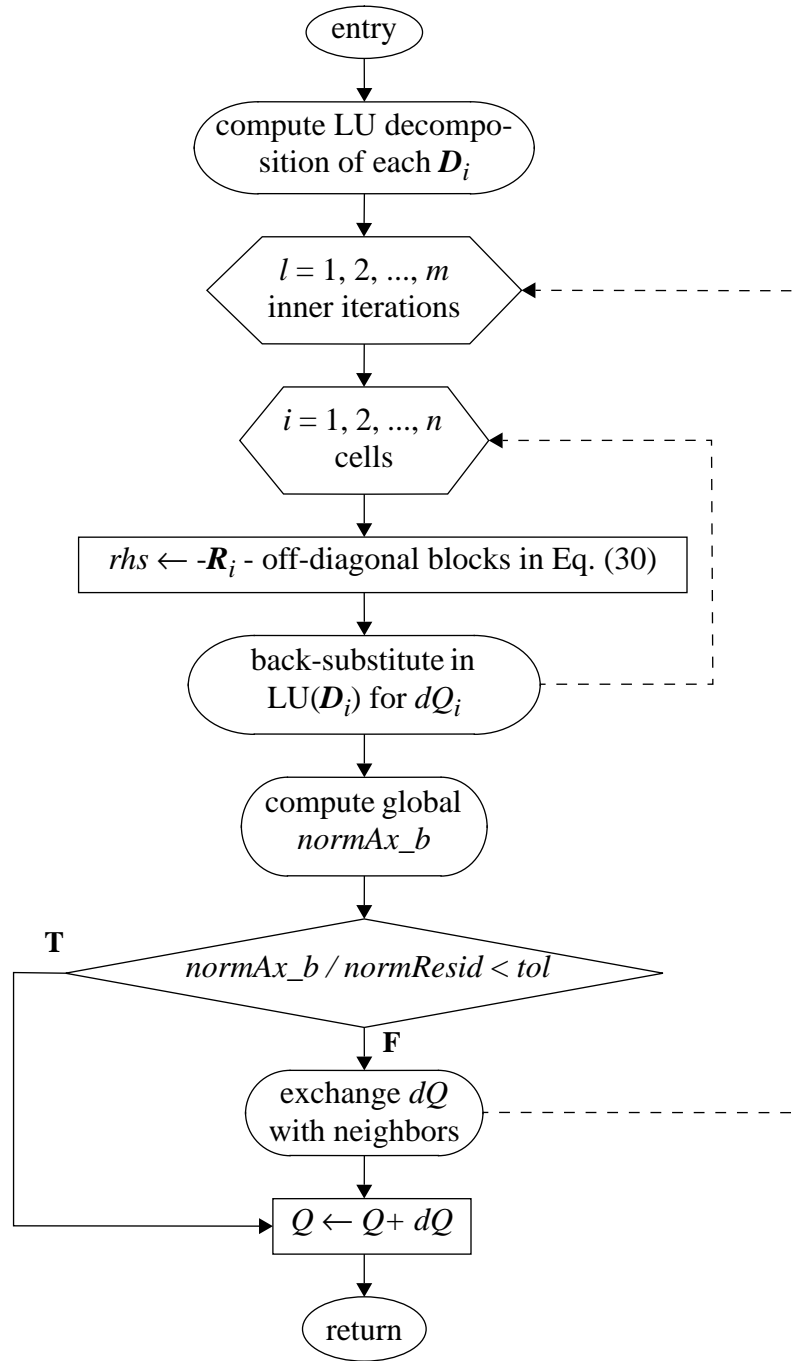 entry
compute LU decompo-
sition of each D_i
l = 1, 2, ..., m
inner iterations
i = 1, 2, ..., n
cells
rhs ← -R_i - off-diagonal blocks in Eq. (30)
back-substitute in
LU(D_i) for dQ_i
compute global
normAx_b
T
normAx_b / normResid < tol
F
exchange dQ
with neighbors
Q ← Q+ dQ
return